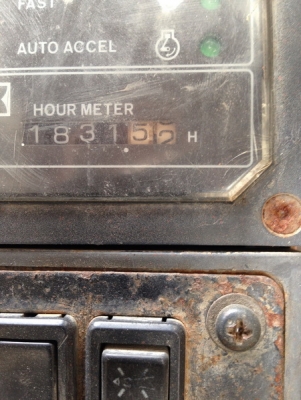 FAST
AUTO ACCEL
HOUR METER
1831 H